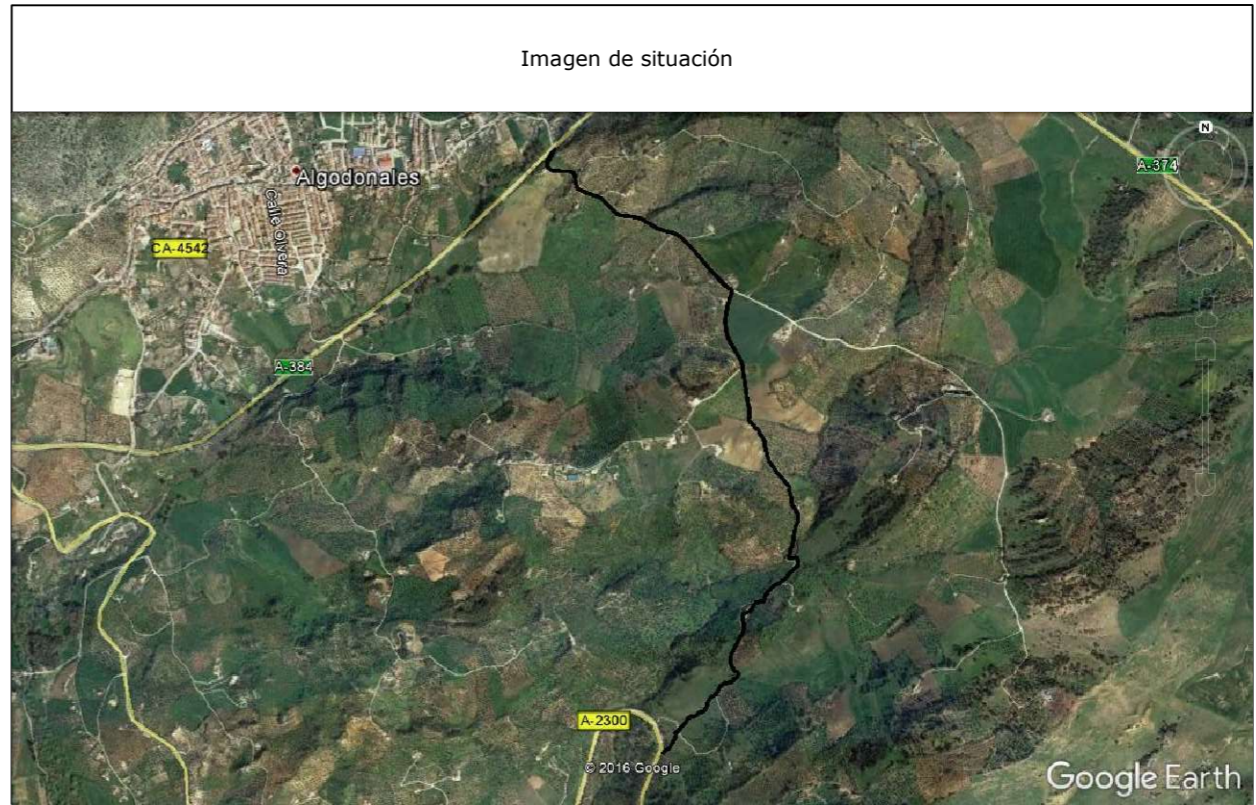 Imagen de situación
N
A-374
Algodonales
Calle Olvera
CA-4542
A-384
A-2300
© 2016 Google
Google Earth